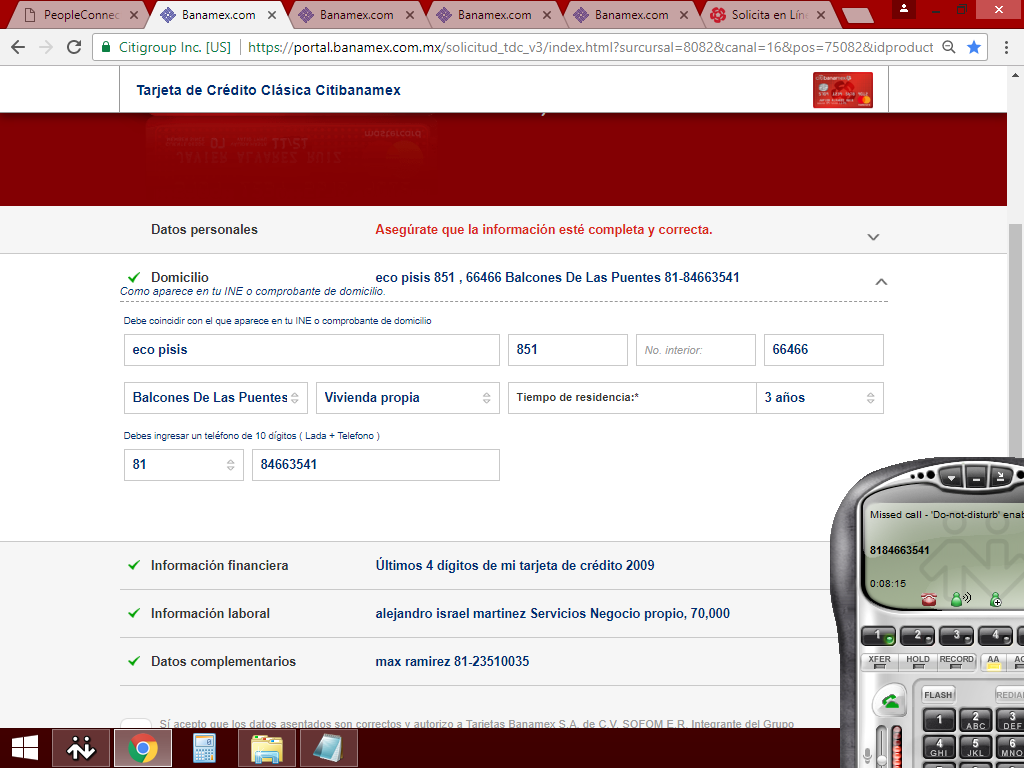 PeopleConnec
Banamex.com
Banamex.com
Banamex.com
Banamex.com
Solicita en Lín
Citigroup Inc. [US]
https://portal.banamex.com.mx/solicitud_tdc_v3/index.html?sursursal=8082&canal=16&pos=75082&idproduct
Tarjeta de Crédito Clásica Citibanamex
Datos personales
Asegúrate que la información esté completa y correcta.
Domicilio
eco pisis 851 , 66466 Balcones De Las Puentes 81-84663541
Como aparece en tu INE o comprobante de domicilio.
Debe coincidir con el que aparece en tu INE o comprobante de domicilio
eco pisis
851
No. interior:
66466
Balcones De Las Puentes
Vivienda propia
Tiempo de residencia:*
3 años
Debes ingresar un teléfono de 10 dígitos ( Lada + Telefono )
81
84663541
Información financiera
Últimos 4 dígitos de mi tarjeta de crédito 2009
Información laboral
alejandro israel martinez Servicios Negocio propio, 70,000
Datos complementarios
max ramirez 81-23510035
Sí acepto que los datos asentados son correctos y autorizo a Tarjetas Banamex S.A. de C.V. SOFOM E.R. Integrante del Grupo
Missed call - 'Do-not-disturb' enab
8184663541
0:08:15
1
2
3
4
XFER
HOLD
RECORD
AA
AC
FLASH
REDIA
1
2
ABC
3
DEF
4
GHI
5
JKL
6
MNO